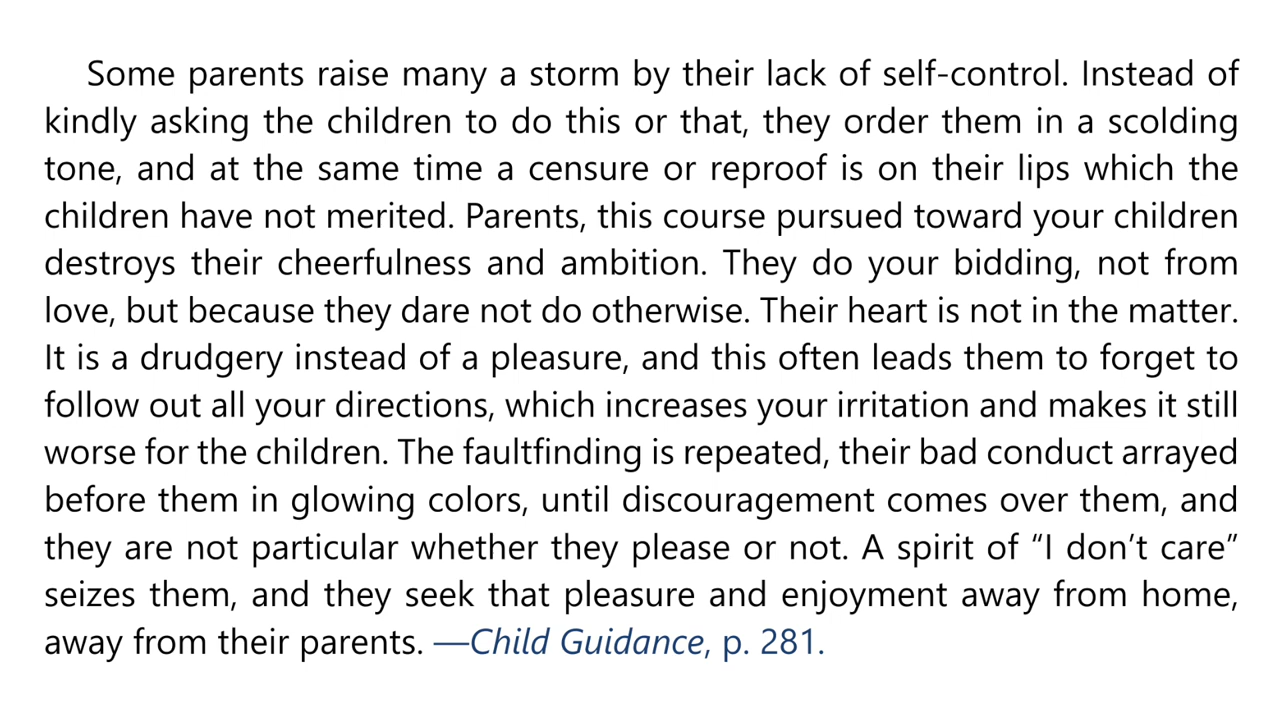 Some parents raise many a storm by their lack of self-control. Instead of
kindly asking the children to do this or that, they order them in a scolding
tone, and at the same time a censure or reproof is on their lips which the
children have not merited. Parents, this course pursued toward your children
destroys their cheerfulness and ambition. They do your bidding, not from
love, but because they dare not do otherwise. Their heart is not in the matter.
It is a drudgery instead of a pleasure, and this often leads them to forget to
follow out all your directions, which increases your irritation and makes it still
worse for the children. The faultfinding is repeated, their bad conduct arrayed
before them in glowing colors, until discouragement comes over them, and
they are not particular whether they please or not. A spirit of “I don’t care”
seizes them, and they seek that pleasure and enjoyment away from home,
away from their parents. —Child Guidance, p. 281.